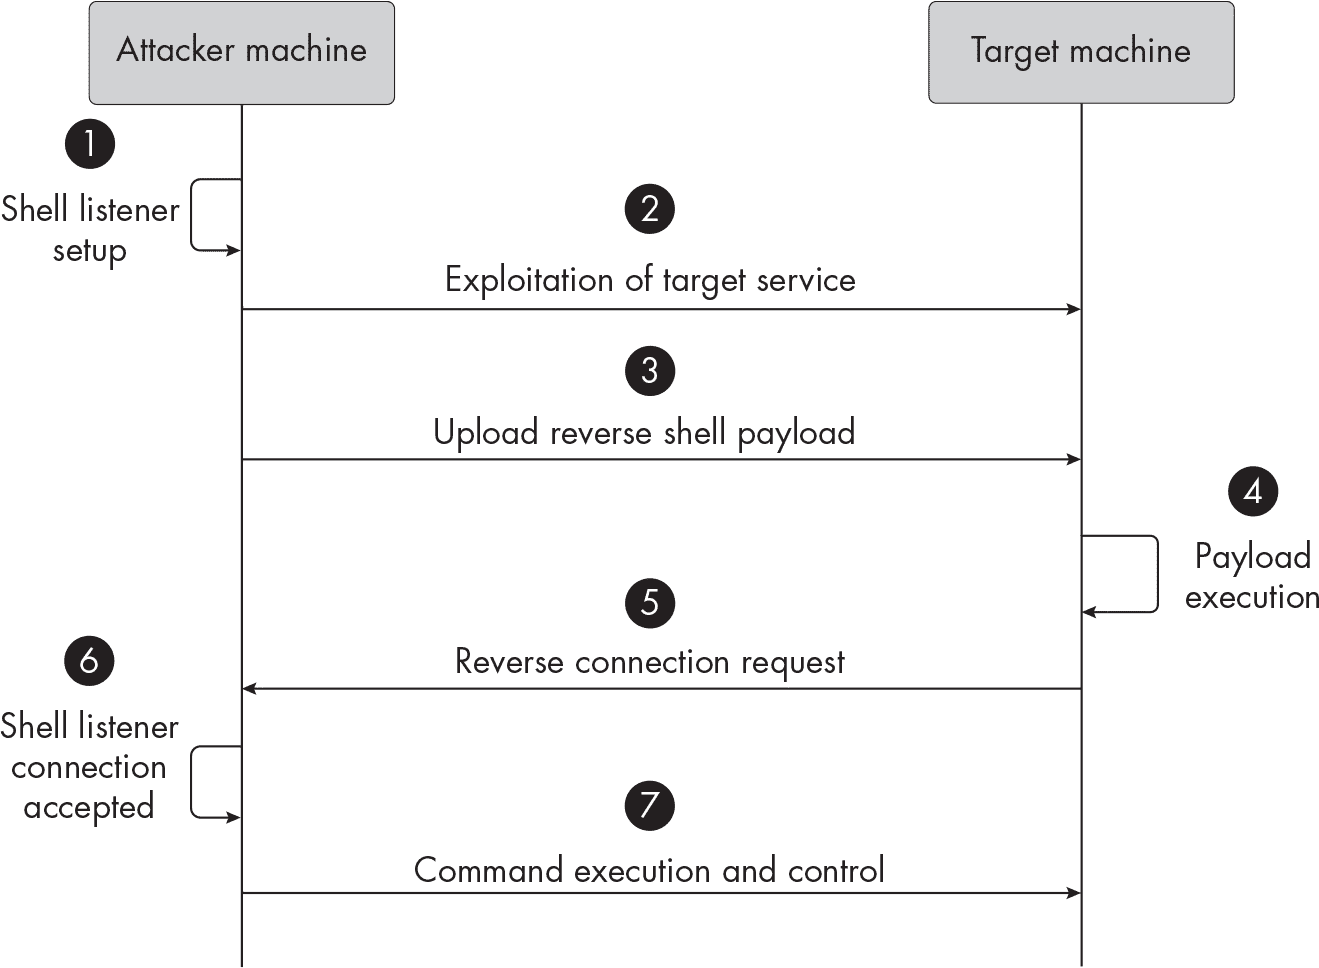 Attacker machine
Target machine
1
Shell listener
setup
2
Exploitation of target service
3
Upload reverse shell payload
4
Payload
execution
5
Reverse connection request
6
Shell listener
connection
accepted
7
Command execution and control